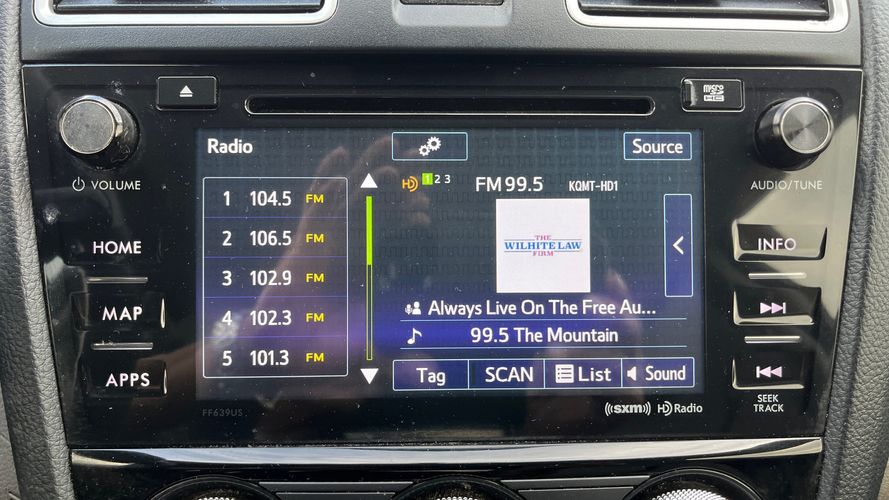 micro
HC
VOLUME
AUDIO/TUNE
Radio
Source
HD 1 2 3
FM 99.5 KQMT-HD1
1 104.5 FM
2 106.5 FM
3 102.9 FM
4 102.3 FM
5 101.3 FM
THE
WILHITE LAW
FIRM
<
Always Live On The Free Au...
99.5 The Mountain
Tag
SCAN
List
Sound
HOME
MAP
APPS
INFO
SEEK
TRACK
FF639US
((sxm))
HD Radio